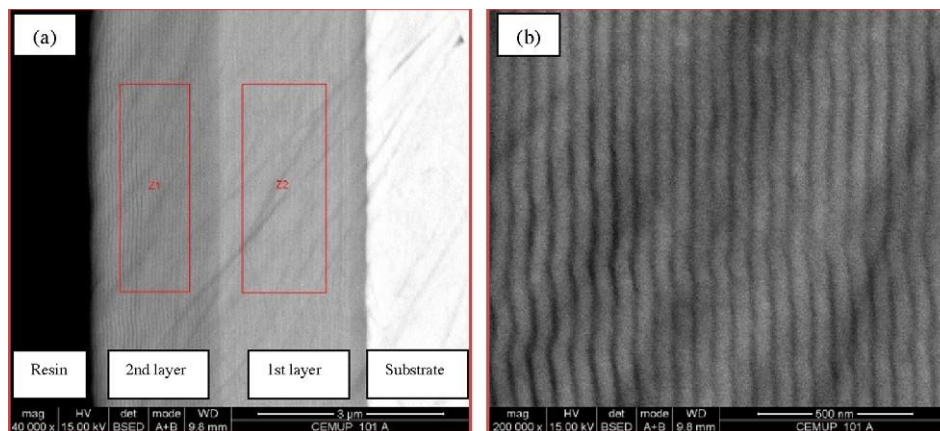 (a)
Z1
Z2
Resin
2nd layer
1st layer
Substrate
mag HV det mode WD 3 µm
40 000 x 15.00 kV BSED A+B 9.8 mm CEMUP 101 A
(b)
mag HV det mode WD 500 nm
200 000 x 15.00 kV BSED A+B 9.8 mm CEMUP 101 A